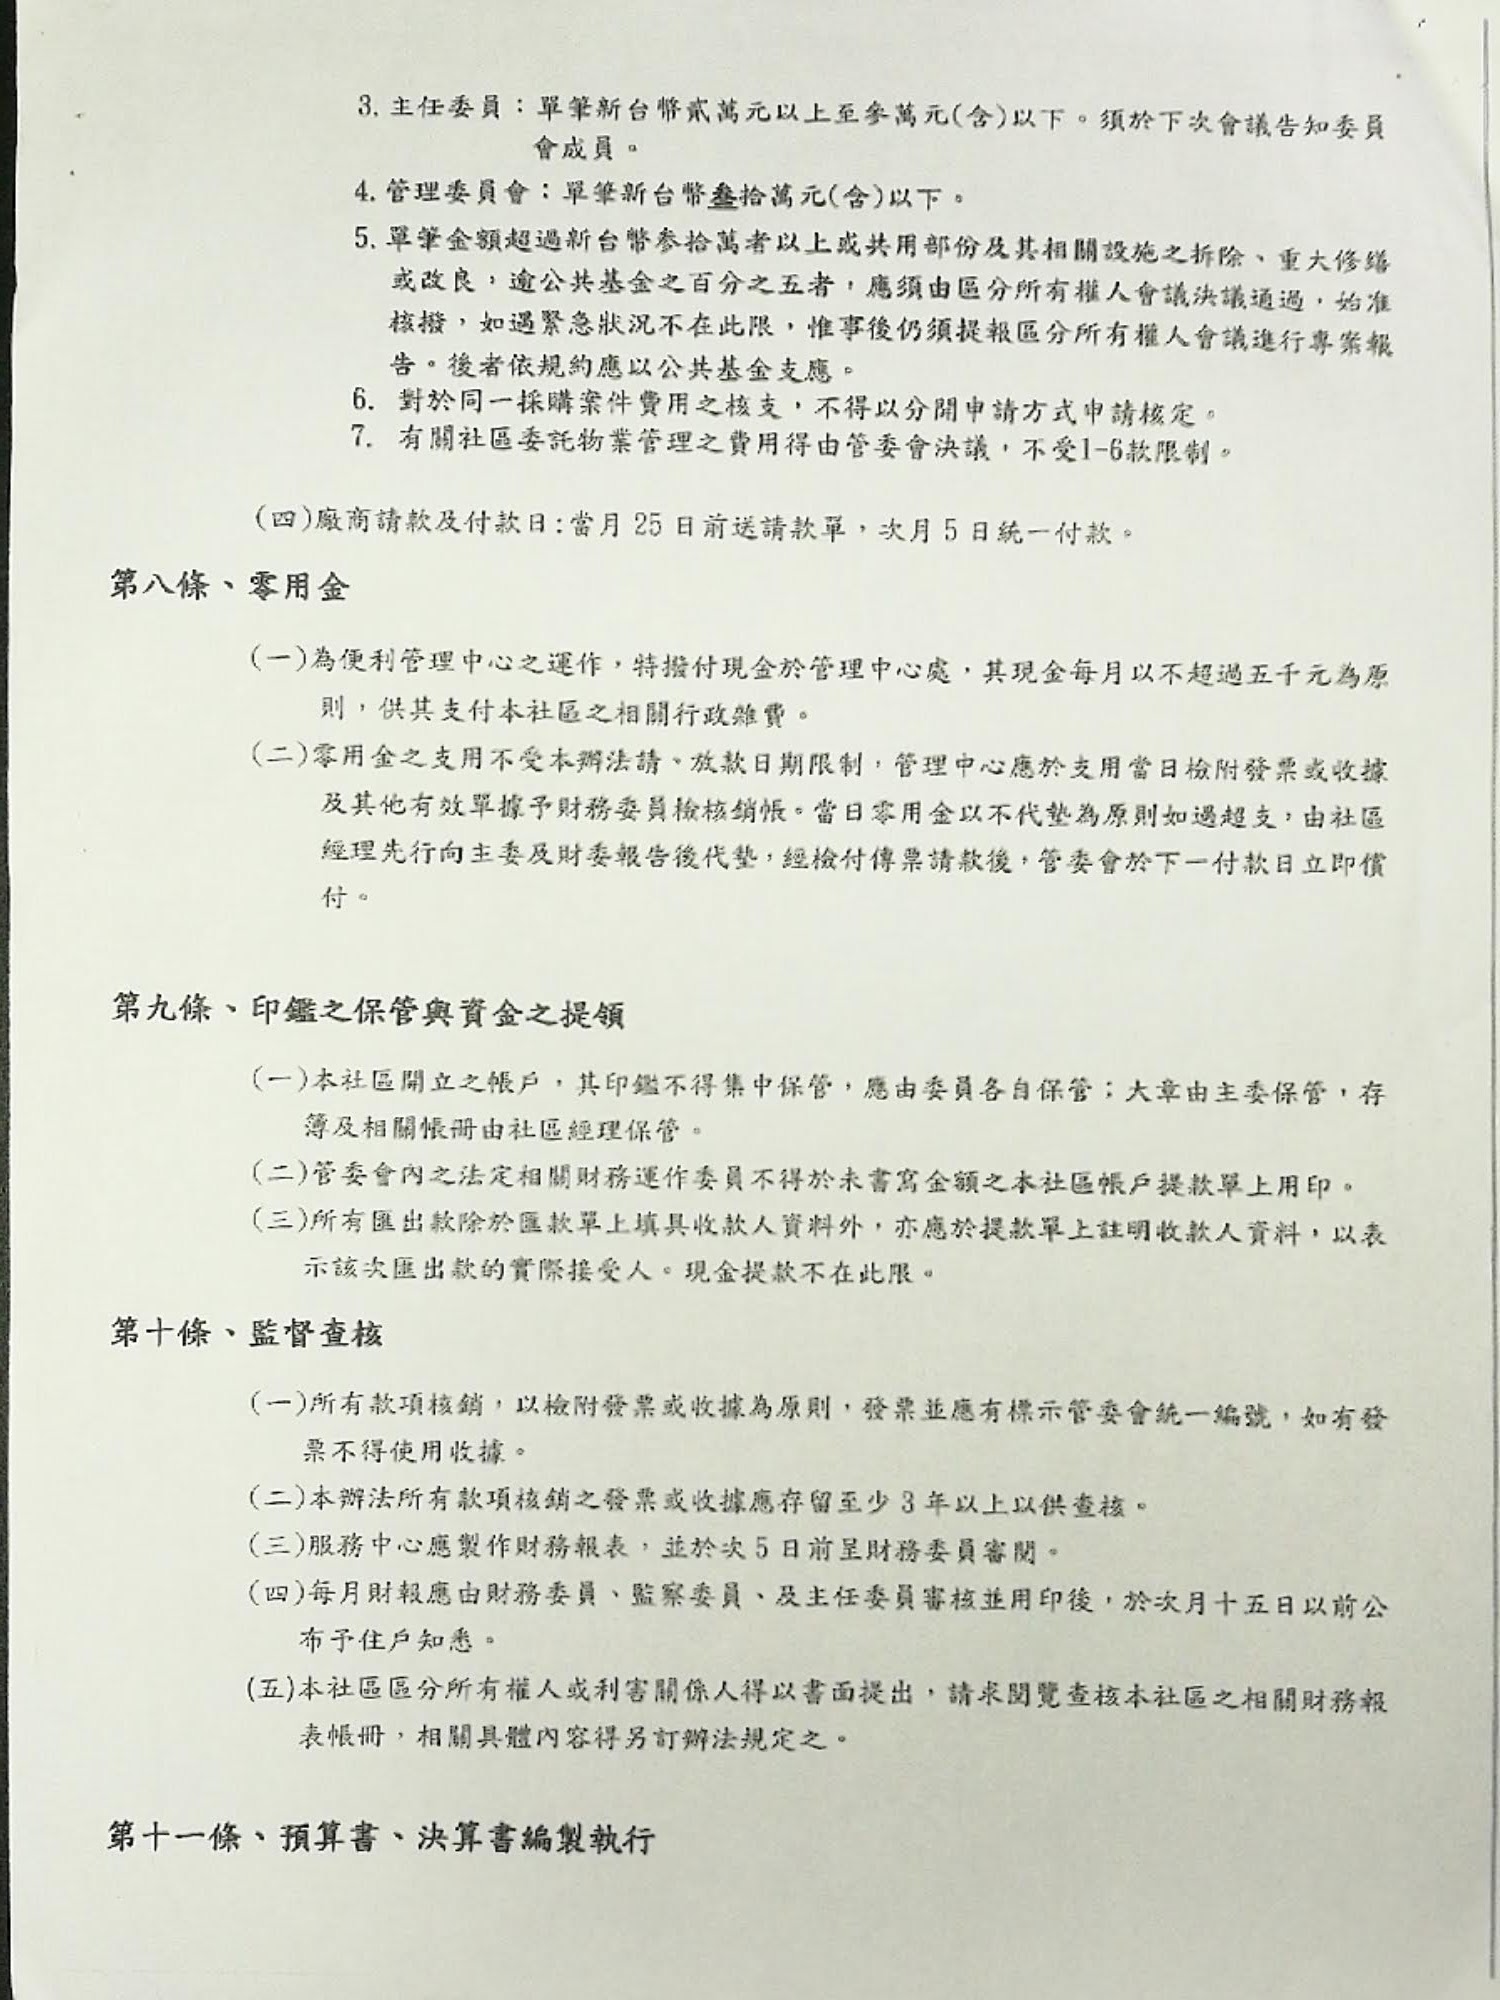 3. 主任委員：單筆新台幣貳萬元以上至參萬元(含)以下。須於下次會議告知委員
會成員。
4. 管理委員會：單筆新台幣叁拾萬元(含)以下。
5. 單筆金額超過新台幣參拾萬者以上或共用部份及其相關設施之拆除、重大修繕
或改良，逾公共基金之百分之五者，應須由區分所有權人會議決議通過，始准
核撥，如遇緊急狀況不在此限，惟事後仍須提報區分所有權人會議進行專案報
告。後者依規約應以公共基金支應。
6. 對於同一採購案件費用之核支，不得以分開申請方式申請核定。
7. 有關社區委託物業管理之費用得由管委會決議，不受1-6款限制。
(四)廠商請款及付款日:當月 25 日前送請款單，次月 5 日統一付款。
第八條、零用金
(一)為便利管理中心之運作，特撥付現金於管理中心處，其現金每月以不超過五千元為原
則，供其支付本社區之相關行政雜費。
(二)零用金之支用不受本辦法請、放款日期限制，管理中心應於支用當日檢附發票或收據
及其他有效單據予財務委員檢核銷帳。當日零用金以不代墊為原則如過超支，由社區
經理先行向主委及財委報告後代墊，經檢付傳票請款後，管委會於下一付款日立即償
付。
第九條、印鑑之保管與資金之提領
(一)本社區開立之帳戶，其印鑑不得集中保管，應由委員各自保管；大章由主委保管，存
簿及相關帳冊由社區經理保管。
(二)管委會內之法定相關財務運作委員不得於未書寫金額之本社區帳戶提款單上用印。
(三)所有匯出款除於匯款單上填具收款人資料外，亦應於提款單上註明收款人資料，以表
示該次匯出款的實際接受人。現金提款不在此限。
第十條、監督查核
(一)所有款項核銷，以檢附發票或收據為原則，發票並應有標示管委會統一編號，如有發
票不得使用收據。
(二)本辦法所有款項核銷之發票或收據應存留至少 3 年以上以供查核。
(三)服務中心應製作財務報表，並於次 5 日前呈財務委員審閱。
(四)每月財報應由財務委員、監察委員、及主任委員審核並用印後，於次月十五日以前公
布予住戶知悉。
(五)本社區區分所有權人或利害關係人得以書面提出，請求閱覽查核本社區之相關財務報
表帳冊，相關具體內容得另訂辦法規定之。
第十一條、預算書、決算書編製執行